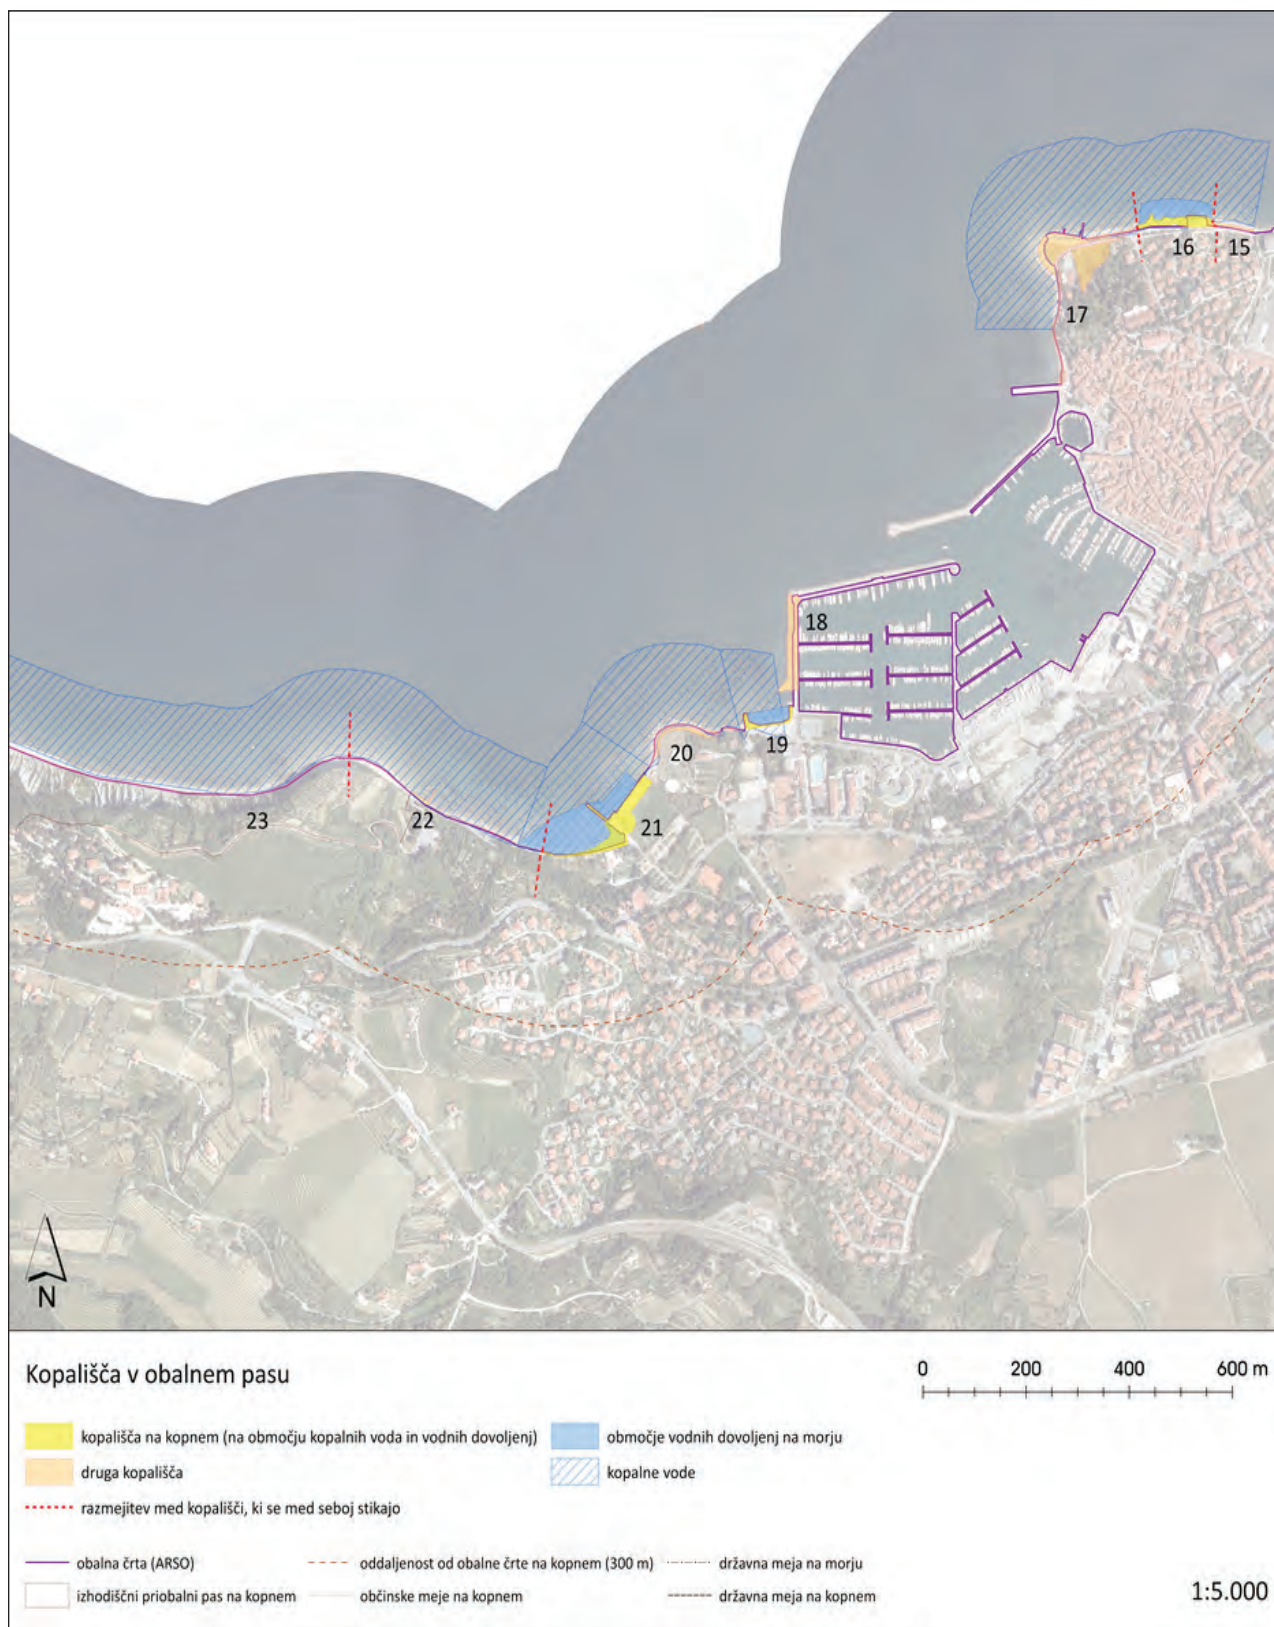 16
15
17
18
19
20
21
22
23
N
Kopališča v obalnem pasu
0 200 400 600 m
kopališča na kopnem (na območju kopalnih voda in vodnih dovoljenj)
območje vodnih dovoljenj na morju
druga kopališča
kopalne vode
razmejitev med kopališči, ki se med seboj stikajo
obalna črta (ARSO)
oddaljenost od obalne črte na kopnem (300 m)
državna meja na morju
izhodiščni priobalni pas na kopnem
občinske meje na kopnem
državna meja na kopnem
1:5.000